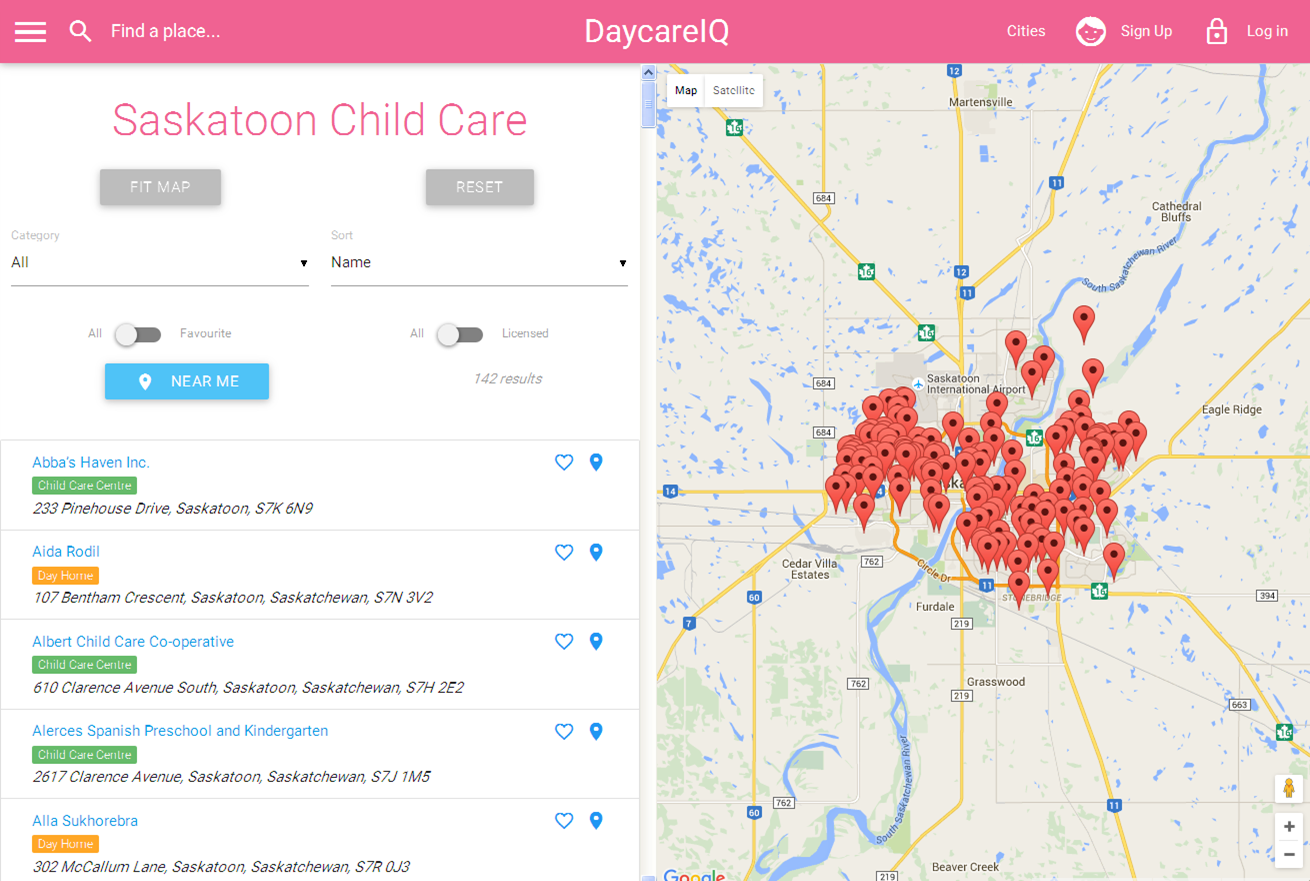 Find a place...
DaycareIQ
Cities
Sign Up
Log in
Saskatoon Child Care
FIT MAP
RESET
Category
Sort
All
Name
All
Favourite
All
Licensed
NEAR ME
142 results
Abba's Haven Inc.
Child Care Centre
233 Pinehouse Drive, Saskatoon, S7K 6N9
Aida Rodil
Day Home
107 Bentham Crescent, Saskatoon, Saskatchewan, S7N 3V2
Albert Child Care Co-operative
Child Care Centre
610 Clarence Avenue South, Saskatoon, Saskatchewan, S7H 2E2
Alerces Spanish Preschool and Kindergarten
Child Care Centre
2617 Clarence Avenue, Saskatoon, Saskatchewan, S7J 1M5
Alla Sukhorebra
Day Home
302 McCallum Lane, Saskatoon, Saskatchewan, S7R 0J3
Map
Satellite
12
Martensville
16
11
684
Cathedral
Bluffs
South Saskatchewan River
16
12
11
16
684
Saskatoon
International Airport
Eagle Ridge
684
16
14
762
Cedar Villa
Estates
Circle Dr
11
16
60
STONEBRIDGE
394
Furdale
219
7
762
Grasswood
219
663
16
South Saskatchewan River
762
60
11
Beaver Creek
219
Google